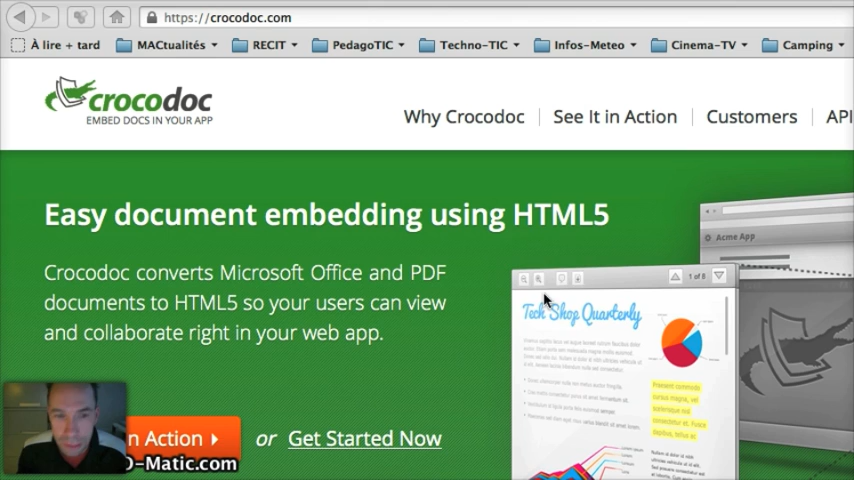 https://crocodoc.com
À lire + tard
MACtualités
RECIT
PedagoTIC
Techno-TIC
Infos-Meteo
Cinema-TV
Camping
crocodoc
EMBED DOCS IN YOUR APP
Why Crocodoc
See It in Action
Customers
API
Easy document embedding using HTML5
Acme App
Crocodoc converts Microsoft Office and PDF
documents to HTML5 so your users can view
and collaborate right in your web app.
1 of 8
Tech Shop Quarterly
n Action
or Get Started Now
O-Matic.com